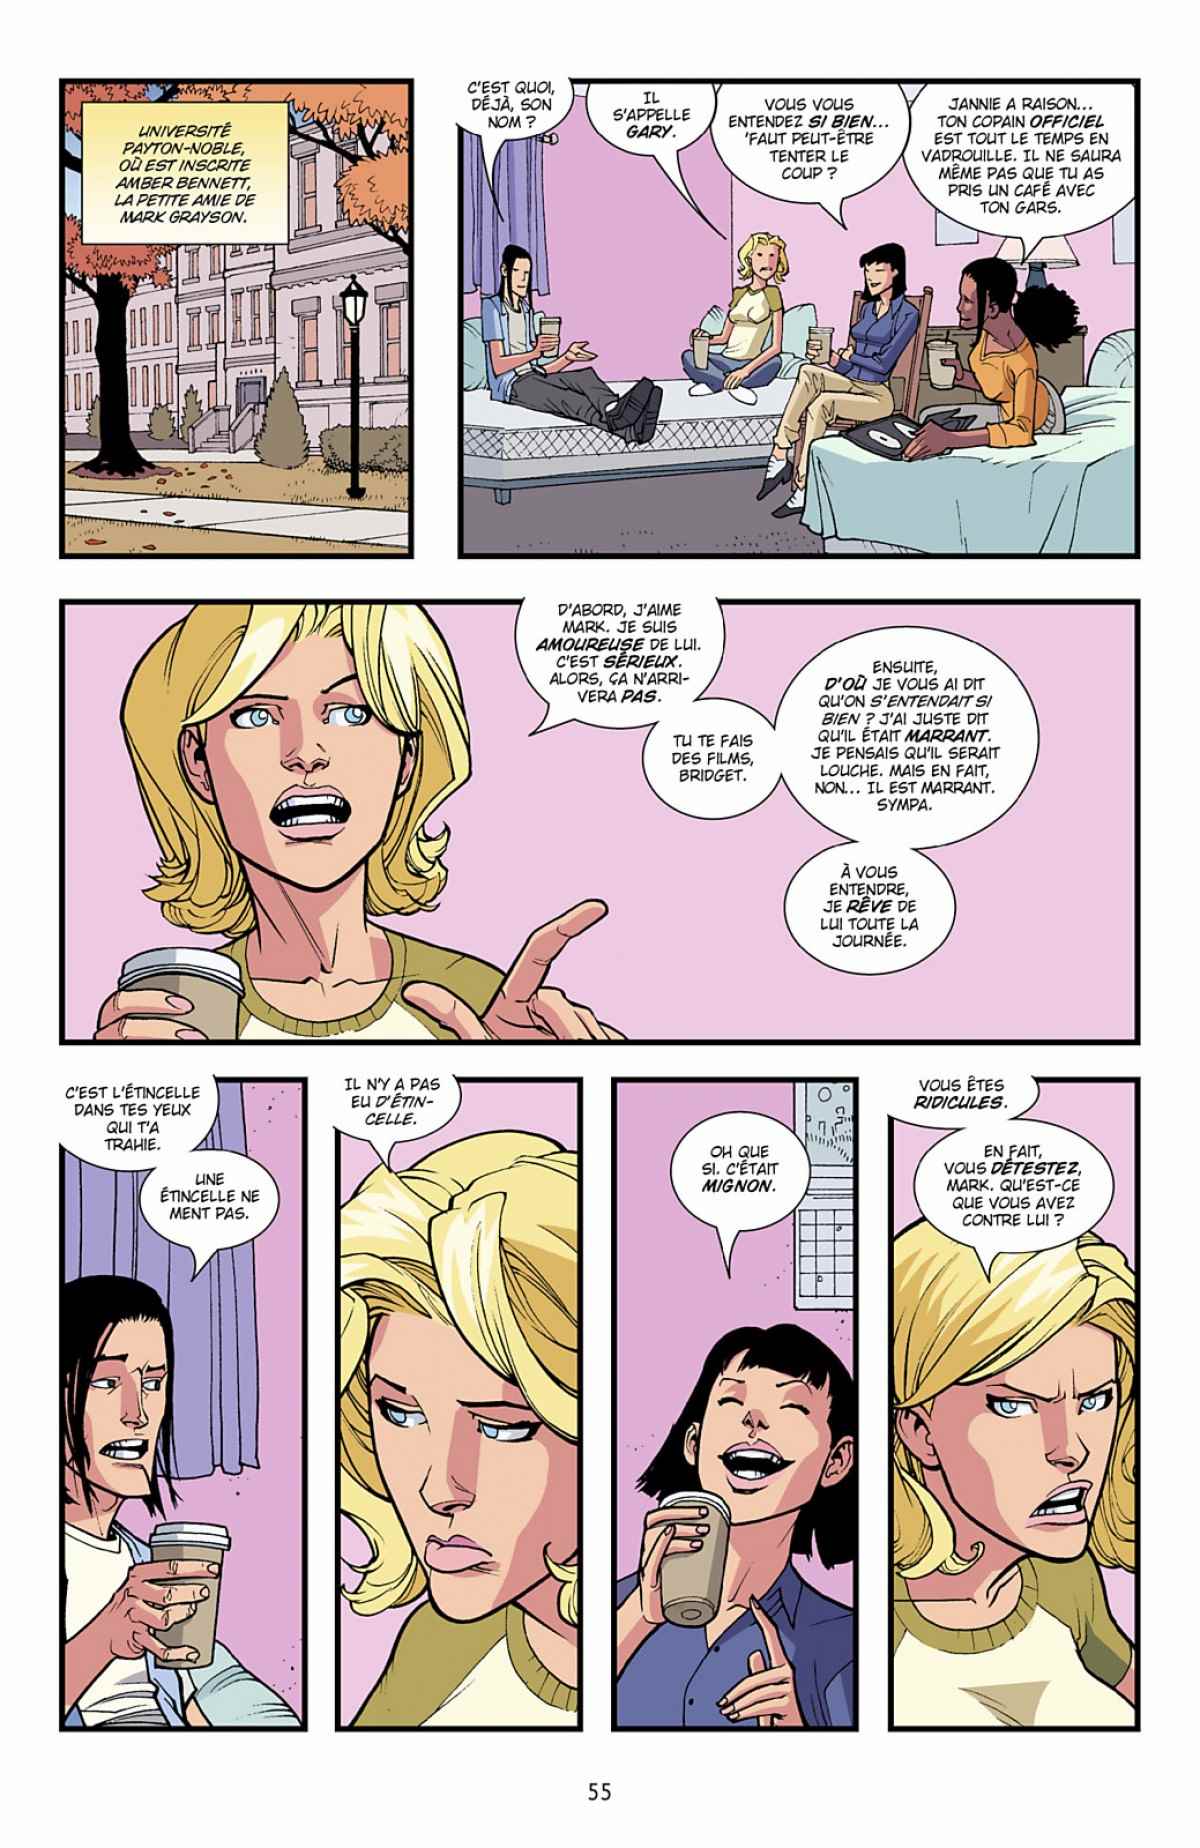 UNIVERSITÉ
PAYTON-NOBLE,
OÙ EST INSCRITE
AMBER BENNETT,
LA PETITE AMIE DE
MARK GRAYSON.
C'EST QUOI,
DÉJÀ, SON
NOM ?
IL
S'APPELLE
GARY.
VOUS VOUS
ENTENDEZ SI BIEN...
'FAUT PEUT-ÊTRE
TENTER LE
COUP ?
JANNIE A RAISON...
TON COPAIN OFFICIEL
EST TOUT LE TEMPS EN
VADROUILLE. IL NE SAURA
MÊME PAS QUE TU AS
PRIS UN CAFÉ AVEC
TON GARS.
D'ABORD, J'AIME
MARK. JE SUIS
AMOUREUSE DE LUI.
C'EST SÉRIEUX.
ALORS, ÇA N'ARRI-
VERA PAS.
TU TE FAIS
DES FILMS,
BRIDGET.
ENSUITE,
D'OÙ JE VOUS AI DIT
QU'ON S'ENTENDAIT SI
BIEN ? J'AI JUSTE DIT
QU'IL ÉTAIT MARRANT.
JE PENSAIS QU'IL SERAIT
LOUCHE. MAIS EN FAIT,
NON... IL EST MARRANT.
SYMPA.
À VOUS
ENTENDRE,
JE RÊVE DE
LUI TOUTE LA
JOURNÉE.
C'EST L'ÉTINCELLE
DANS TES YEUX
QUI T'A
TRAHIE.
UNE
ÉTINCELLE NE
MENT PAS.
IL N'Y A PAS
EU D'ÉTIN-
CELLE.
OH QUE
SI. C'ÉTAIT
MIGNON.
VOUS ÊTES
RIDICULES.
EN FAIT,
VOUS DÉTESTEZ,
MARK. QU'EST-CE
QUE VOUS AVEZ
CONTRE LUI ?
55